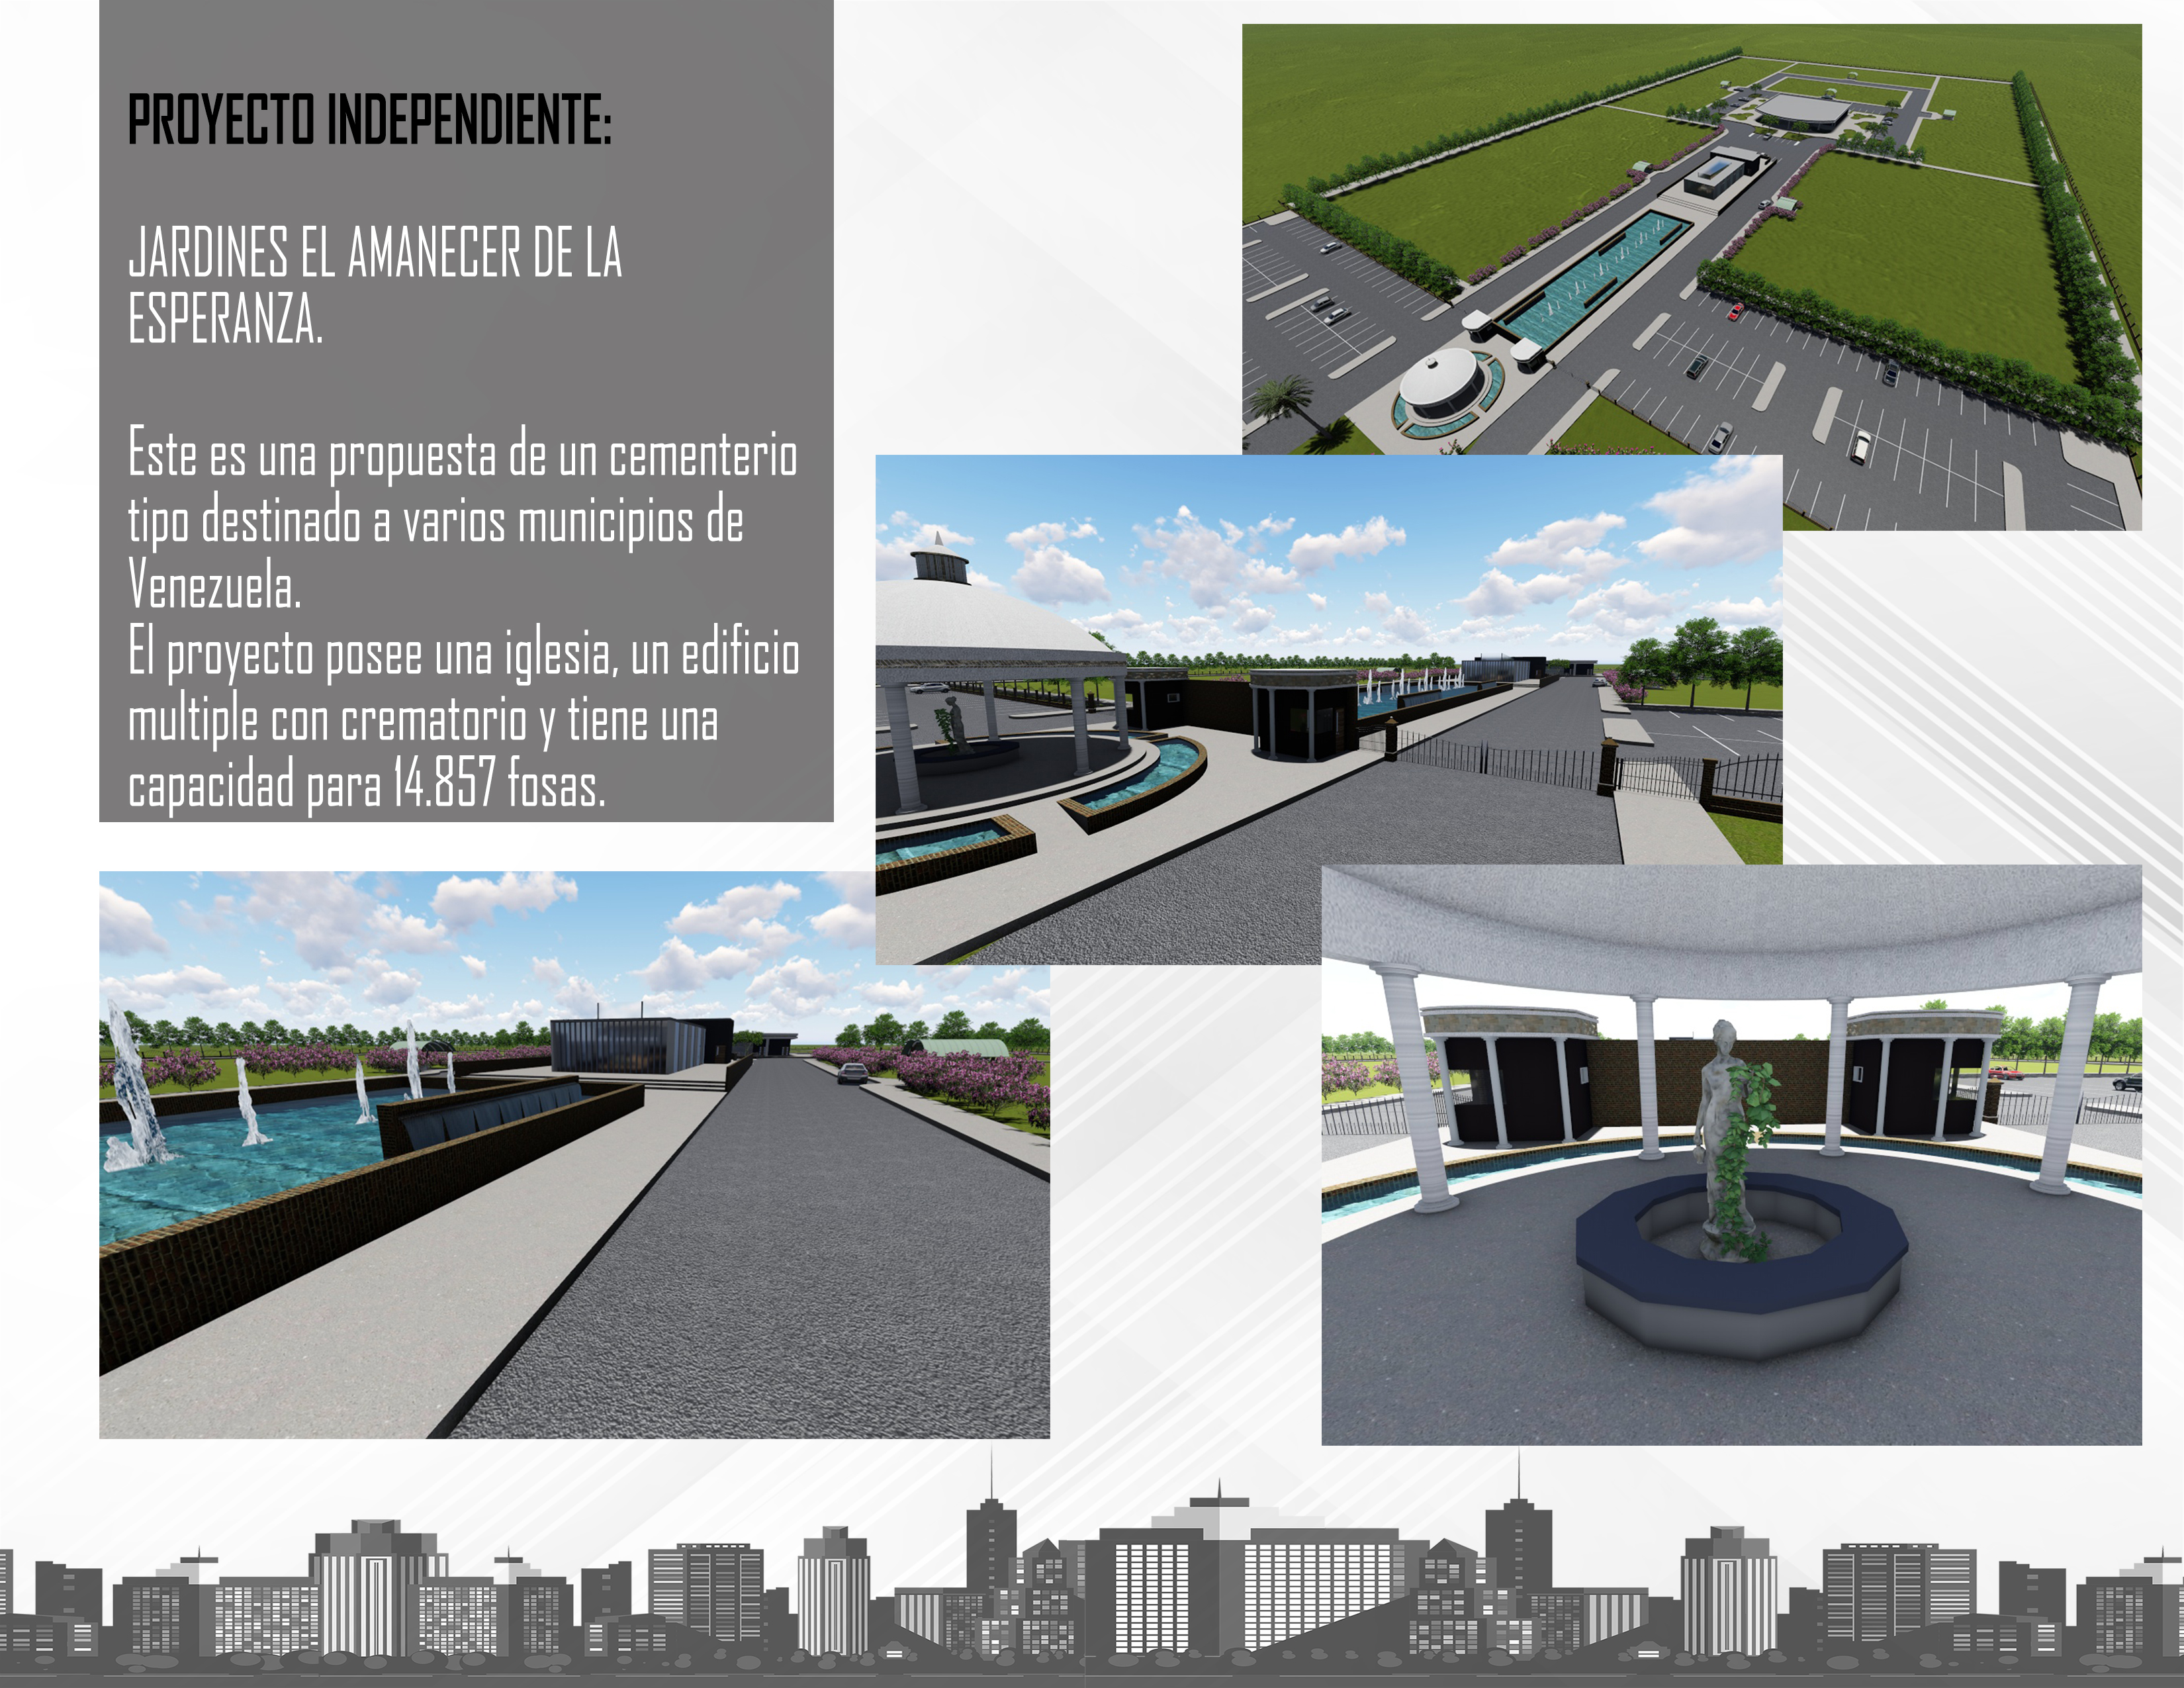 PROYECTO INDEPENDIENTE:
JARDINES EL AMANECER DE LA
ESPERANZA.
Este es una propuesta de un cementerio
tipo destinado a varios municipios de
Venezuela.
El proyecto posee una iglesia, un edificio
multiple con crematorio y tiene una
capacidad para 14.857 fosas.